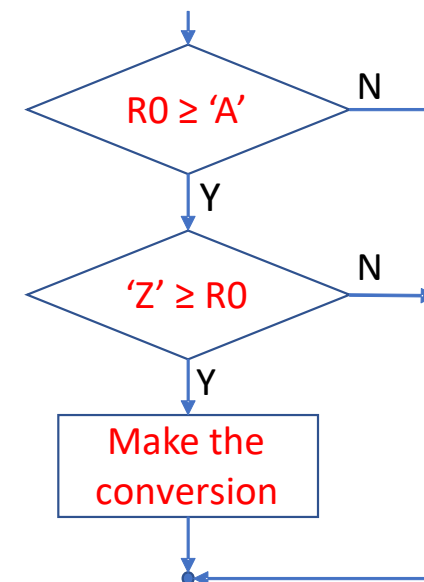 R0 ≥ ‘A’
N
Y
‘Z’ ≥ R0
N
Y
Make the
conversion